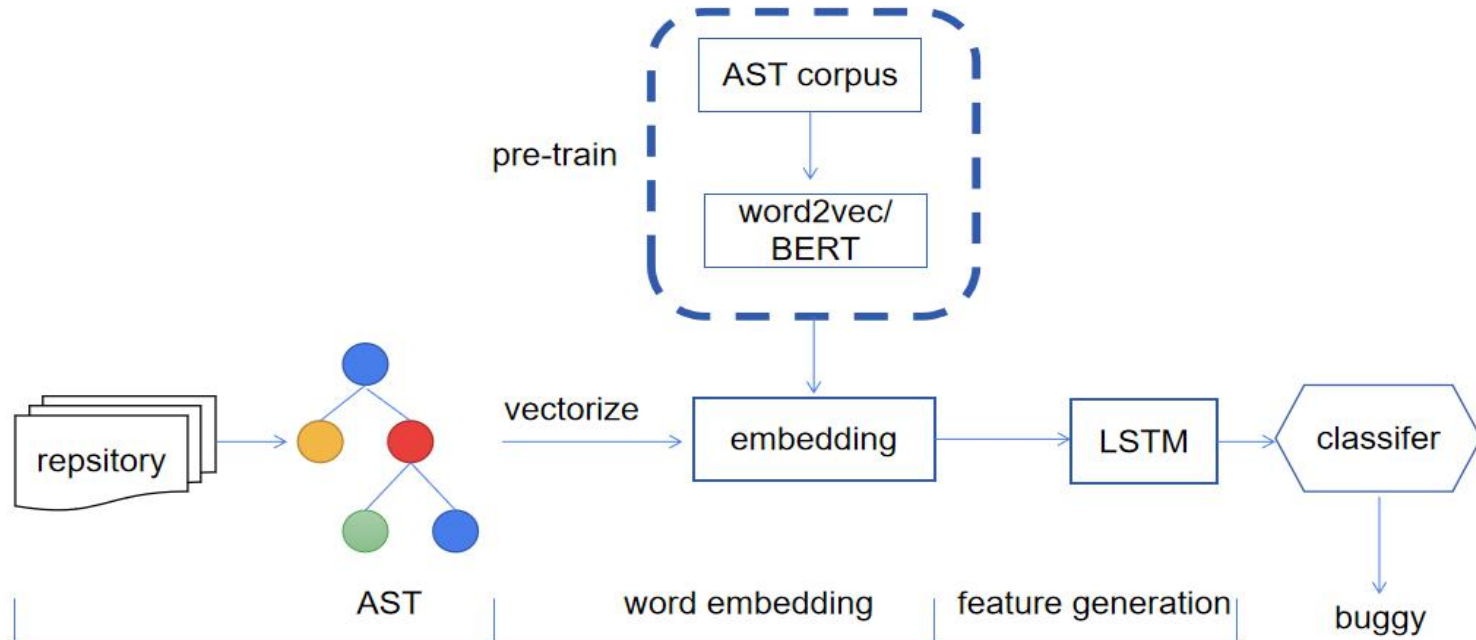 AST corpus
pre-train
word2vec/
BERT
vectorize
repsitory
embedding
LSTM
classifer
AST
word embedding
feature generation
buggy